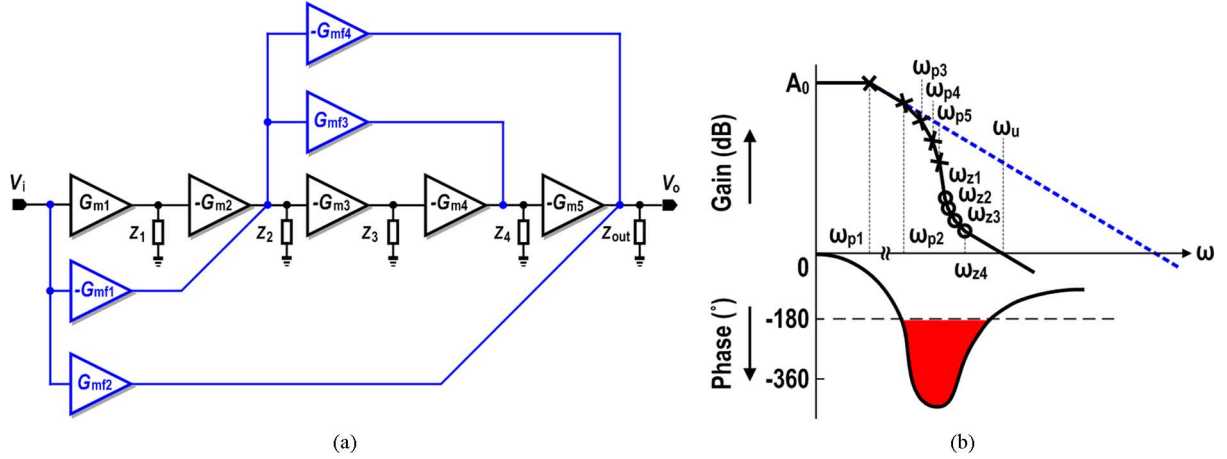 -Gmf4
Gmf3
Vi
Gm1
-Gm2
-Gm3
-Gm4
-Gm5
Vo
Z1
Z2
Z3
Z4
Zout
-Gmf1
Gmf2
(a)
A0
Gain (dB)
ωp3
ωp4
ωp5
ωu
ωz1
ωz2
ωz3
ωp1
ωp2
ωz4
ω
0
-180
-360
Phase (°)
(b)